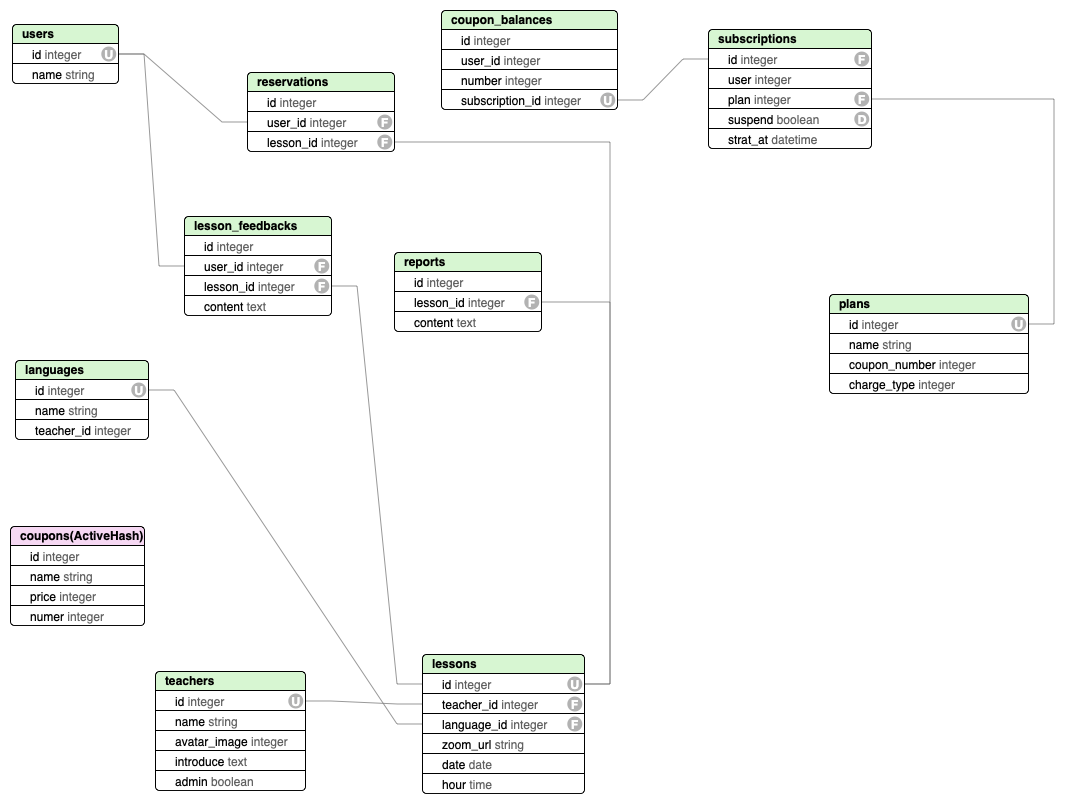 users
id integer U
name string
reservations
id integer
user_id integer F
lesson_id integer F
coupon_balances
id integer
user_id integer
number integer
subscription_id integer U
subscriptions
id integer F
user integer
plan integer F
suspend boolean D
strat_at datetime
lesson_feedbacks
id integer
user_id integer F
lesson_id integer F
content text
reports
id integer
lesson_id integer F
content text
plans
id integer U
name string
coupon_number integer
charge_type integer
languages
id integer U
name string
teacher_id integer
coupons(ActiveHash)
id integer
name string
price integer
numer integer
teachers
id integer U
name string
avatar_image integer
introduce text
admin boolean
lessons
id integer U
teacher_id integer F
language_id integer F
zoom_url string
date date
hour time